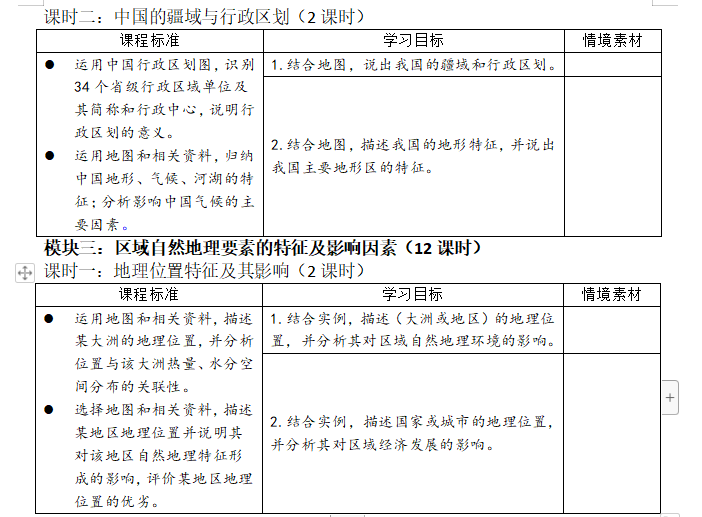 课时二：中国的疆域与行政区划（2 课时）
课程标准
学习目标
情境素材
● 运用中国行政区划图，识别
34 个省级行政区域单位及
其简称和行政中心，说明行
政区划的意义。
● 运用地图和相关资料，归纳
中国地形、气候、河湖的特
征；分析影响中国气候的主
要因素。
1.结合地图，说出我国的疆域和行政区划。
2.结合地图，描述我国的地形特征，并说出
我国主要地形区的特征。
模块三：区域自然地理要素的特征及影响因素（12 课时）
课时一：地理位置特征及其影响（2 课时）
课程标准
学习目标
情境素材
● 运用地图和相关资料，描述
某大洲的地理位置，并分析
位置与该大洲热量、水分空
间分布的关联性。
● 选择地图和相关资料，描述
某地区地理位置并说明其
对该地区自然地理特征形
成的影响，评价某地区地理
位置的优劣。
1.结合实例，描述（大洲或地区）的地理位
置，并分析其对区域自然地理环境的影响。
2.结合实例，描述国家或城市的地理位置，
并分析其对区域经济发展的影响。